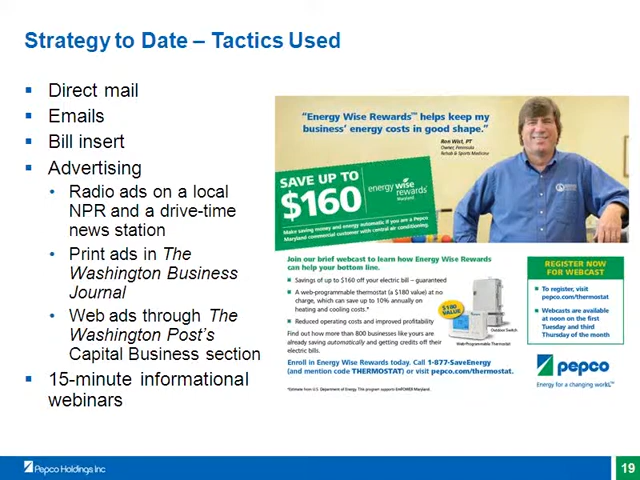 Strategy to Date – Tactics Used
▪ Direct mail
▪ Emails
▪ Bill insert
▪ Advertising
• Radio ads on a local
NPR and a drive-time
news station
• Print ads in The
Washington Business
Journal
• Web ads through The
Washington Post's
Capital Business section
▪ 15-minute informational
webinars
“Energy Wise Rewards™ helps keep my
business’ energy costs in good shape.”
Ron Wist, PT
Owner, Peninsula
Rehab & Sports Medicine
SAVE UP TO
$160
energy wise
rewards
Maryland
Make saving money and energy automatic if you are a Pepco
Maryland commercial customer with central air conditioning.
Join our brief webcast to learn how Energy Wise Rewards
can help your bottom line.
■ Savings of up to $160 off your electric bill – guaranteed
■ A web-programmable thermostat (a $180 value) at no
charge, which can save up to 10% annually on
heating and cooling costs.*
■ Reduced operating costs and improved profitability
Find out how more than 800 businesses like yours are
already saving automatically and getting credits off their
electric bills.
$180
VALUE
Outdoor Switch
Web-Programmable Thermostat
Enroll in Energy Wise Rewards today. Call 1-877-SaveEnergy
(and mention code THERMOSTAT) or visit pepco.com/thermostat.
*Estimate from U.S. Department of Energy. This program supports EmPOWER Maryland.
REGISTER NOW
FOR WEBCAST
■ To register, visit
pepco.com/thermostat
■ Webcasts are available
at noon on the first
Tuesday and third
Thursday of the month
pepco
Energy for a changing world.™
Pepco Holdings Inc
19